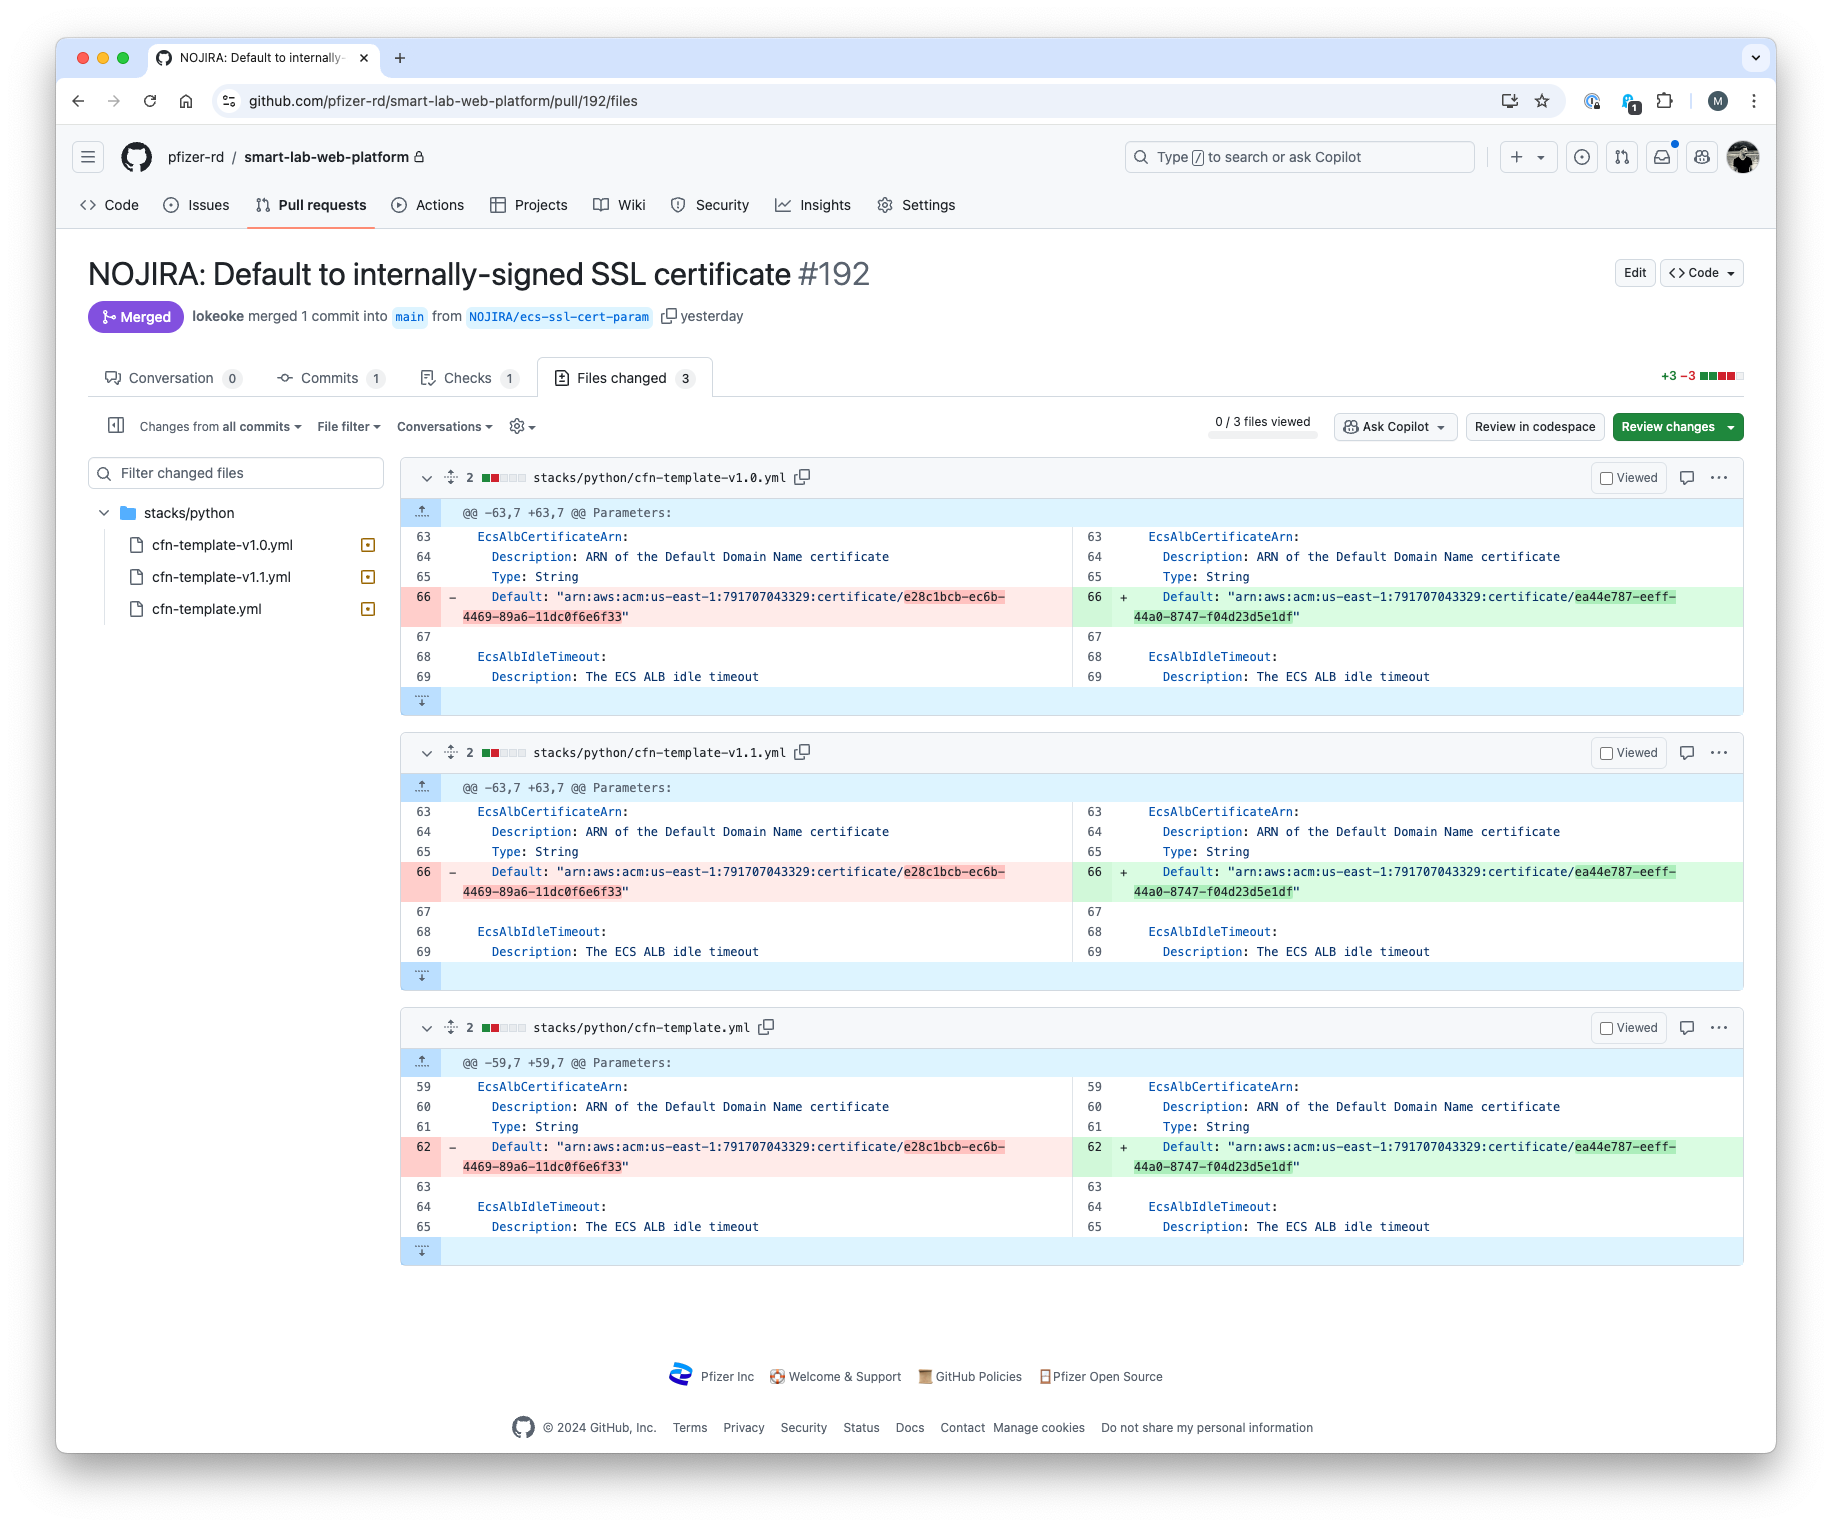 NOJIRA: Default to internally-
github.com/pfizer-rd/smart-lab-web-platform/pull/192/files
1
M
pfizer-rd / smart-lab-web-platform
Type / to search or ask Copilot
Code Issues Pull requests Actions Projects Wiki Security Insights Settings
NOJIRA: Default to internally-signed SSL certificate #192
Edit <> Code
Merged lokeoke merged 1 commit into main from NOJIRA/ecs-ssl-cert-param yesterday
Conversation 0 Commits 1 Checks 1 Files changed 3
+3 −3
Changes from all commits File filter Conversations
0 / 3 files viewed Ask Copilot Review in codespace Review changes
Filter changed files
stacks/python
cfn-template-v1.0.yml
cfn-template-v1.1.yml
cfn-template.yml
2 stacks/python/cfn-template-v1.0.yml Viewed
@@ -63,7 +63,7 @@ Parameters:
63 EcsAlbCertificateArn: 63 EcsAlbCertificateArn:
64 Description: ARN of the Default Domain Name certificate 64 Description: ARN of the Default Domain Name certificate
65 Type: String 65 Type: String
66 - Default: "arn:aws:acm:us-east-1:791707043329:certificate/e28c1bcb-ec6b- 66 + Default: "arn:aws:acm:us-east-1:791707043329:certificate/ea44e787-eeff-
4469-89a6-11dc0f6e6f33" 44a0-8747-f04d23d5e1df"
67 67
68 EcsAlbIdleTimeout: 68 EcsAlbIdleTimeout:
69 Description: The ECS ALB idle timeout 69 Description: The ECS ALB idle timeout
2 stacks/python/cfn-template-v1.1.yml Viewed
@@ -63,7 +63,7 @@ Parameters:
63 EcsAlbCertificateArn: 63 EcsAlbCertificateArn:
64 Description: ARN of the Default Domain Name certificate 64 Description: ARN of the Default Domain Name certificate
65 Type: String 65 Type: String
66 - Default: "arn:aws:acm:us-east-1:791707043329:certificate/e28c1bcb-ec6b- 66 + Default: "arn:aws:acm:us-east-1:791707043329:certificate/ea44e787-eeff-
4469-89a6-11dc0f6e6f33" 44a0-8747-f04d23d5e1df"
67 67
68 EcsAlbIdleTimeout: 68 EcsAlbIdleTimeout:
69 Description: The ECS ALB idle timeout 69 Description: The ECS ALB idle timeout
2 stacks/python/cfn-template.yml Viewed
@@ -59,7 +59,7 @@ Parameters:
59 EcsAlbCertificateArn: 59 EcsAlbCertificateArn:
60 Description: ARN of the Default Domain Name certificate 60 Description: ARN of the Default Domain Name certificate
61 Type: String 61 Type: String
62 - Default: "arn:aws:acm:us-east-1:791707043329:certificate/e28c1bcb-ec6b- 62 + Default: "arn:aws:acm:us-east-1:791707043329:certificate/ea44e787-eeff-
4469-89a6-11dc0f6e6f33" 44a0-8747-f04d23d5e1df"
63 63
64 EcsAlbIdleTimeout: 64 EcsAlbIdleTimeout:
65 Description: The ECS ALB idle timeout 65 Description: The ECS ALB idle timeout
Pfizer Inc Welcome & Support GitHub Policies Pfizer Open Source
© 2024 GitHub, Inc. Terms Privacy Security Status Docs Contact Manage cookies Do not share my personal information